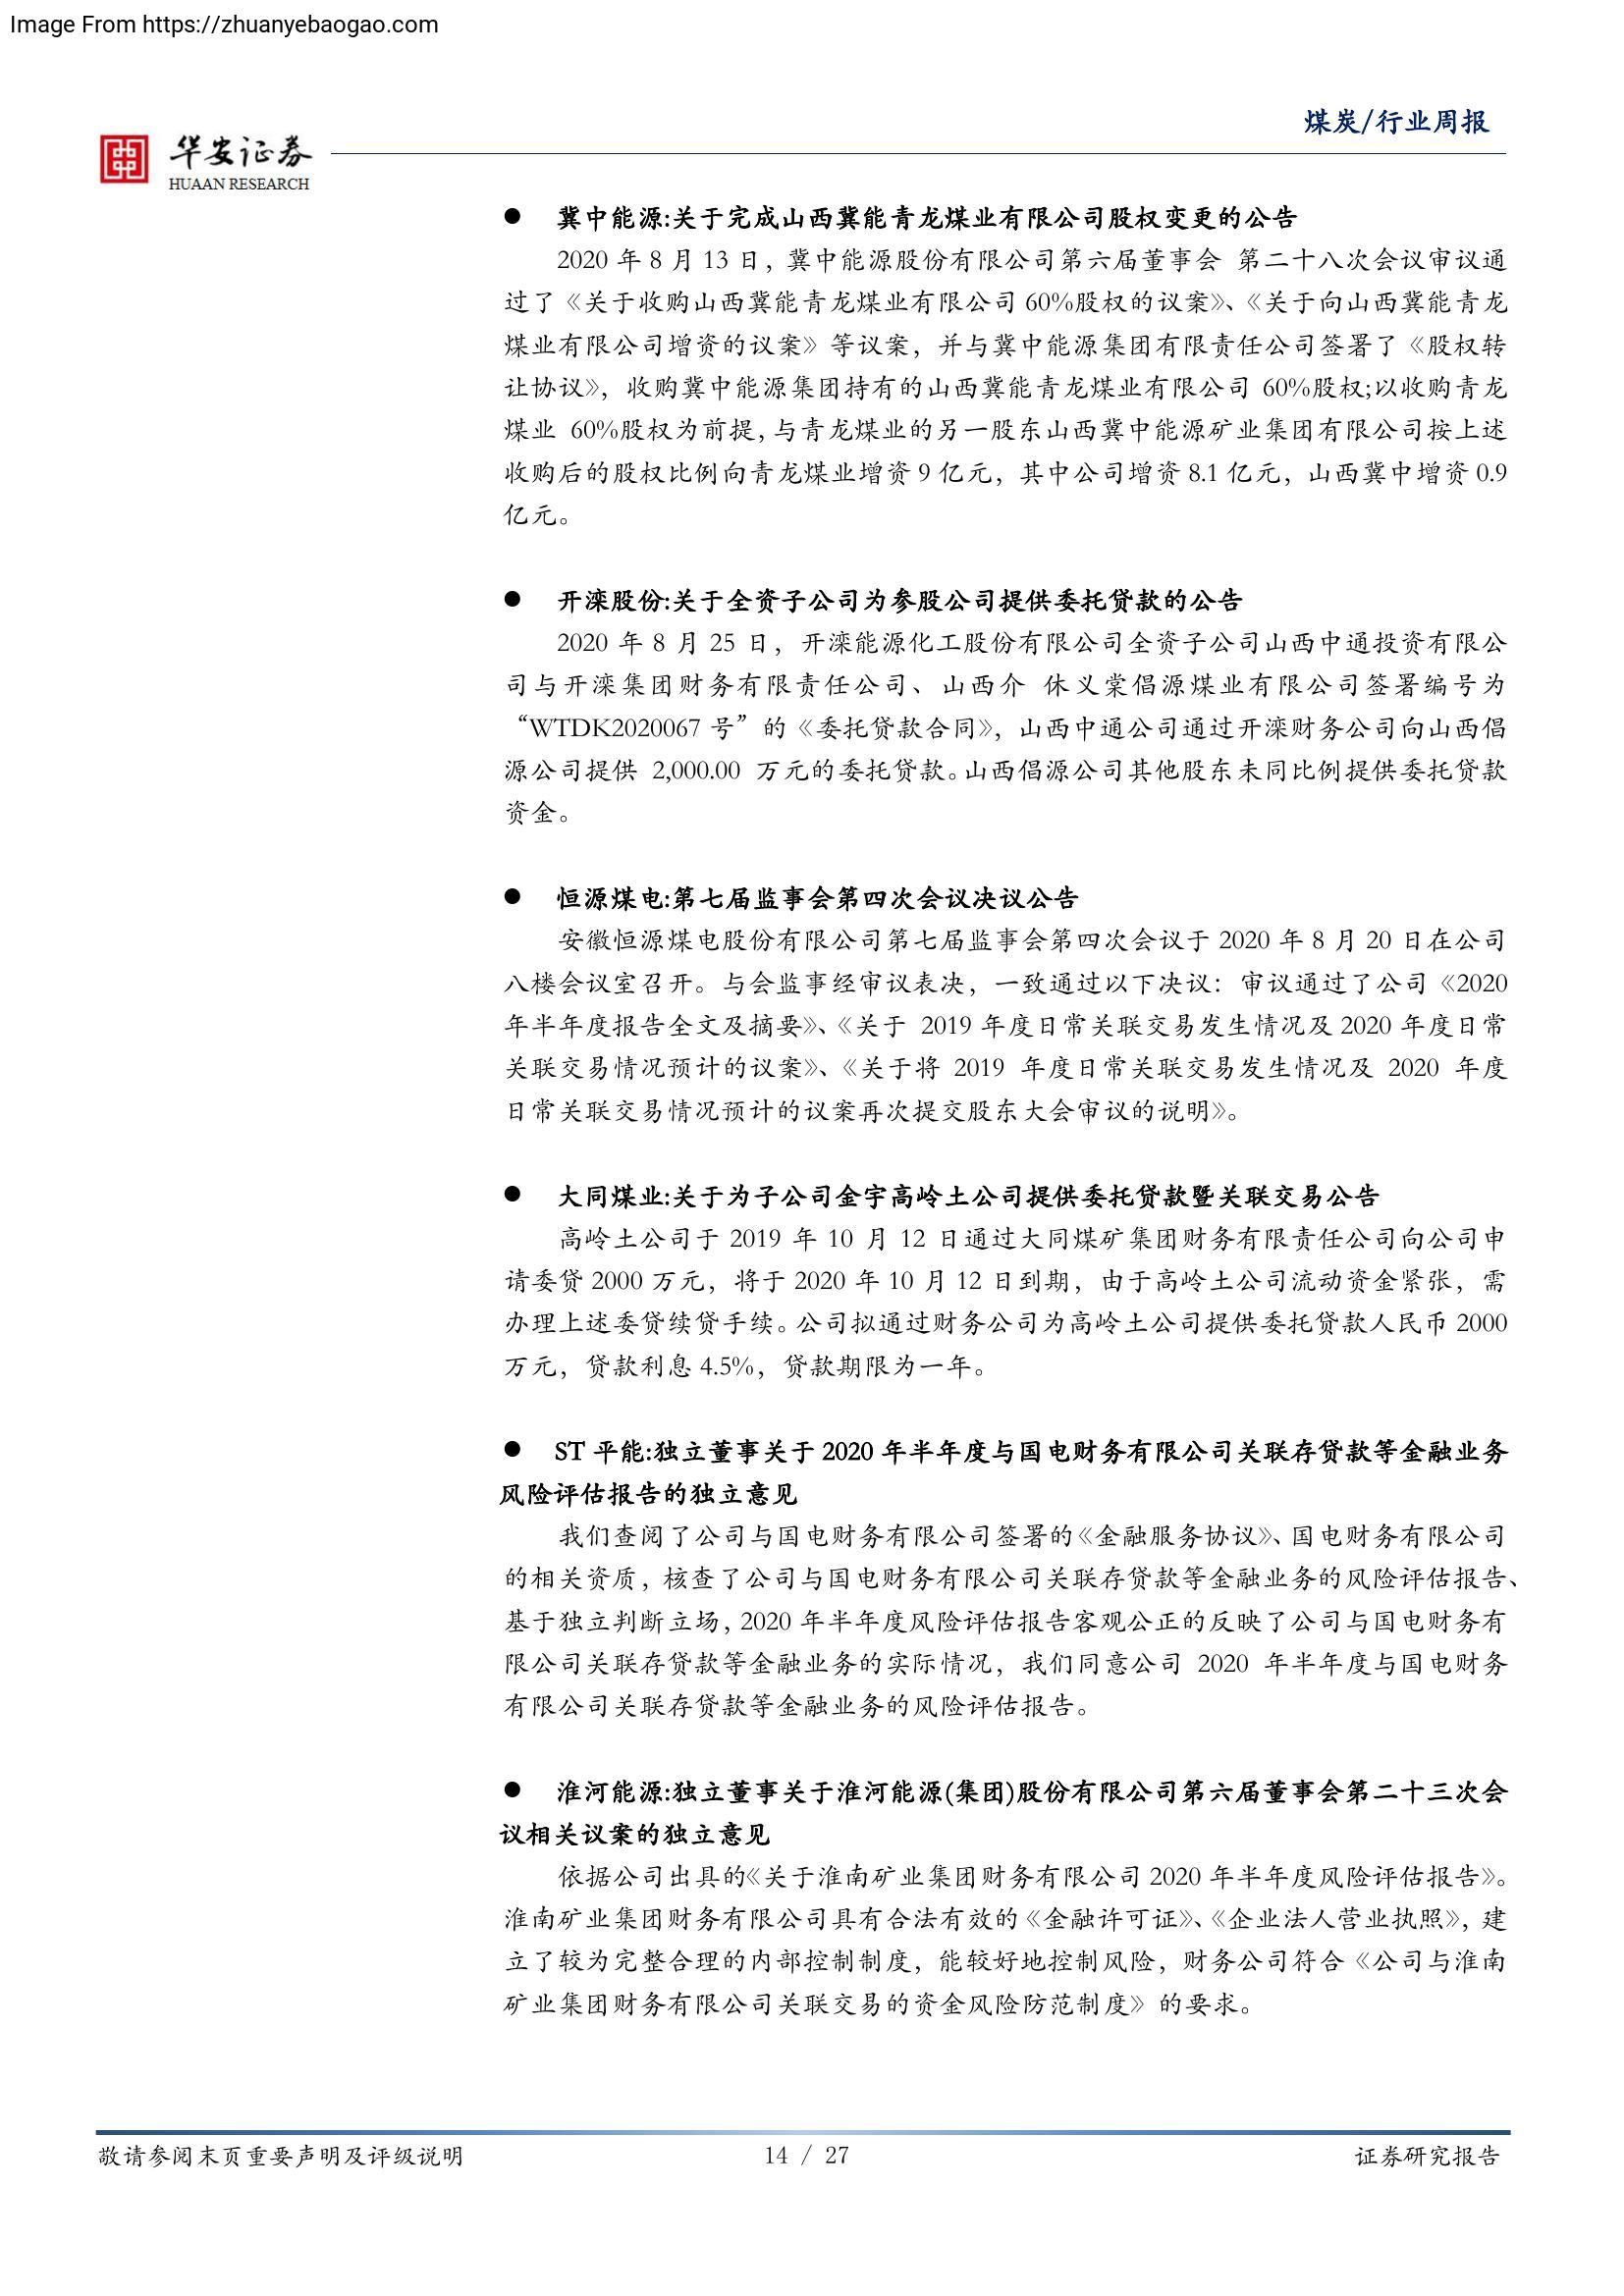 Image From https://zhuanyebaogao.com
煤炭/行业周报
华安证券
HUAAN RESEARCH
● 冀中能源:关于完成山西冀能青龙煤业有限公司股权变更的公告
2020 年 8 月 13 日，冀中能源股份有限公司第六届董事会 第二十八次会议审议通
过了《关于收购山西冀能青龙煤业有限公司 60%股权的议案》、《关于向山西冀能青龙
煤业有限公司增资的议案》等议案，并与冀中能源集团有限责任公司签署了《股权转
让协议》，收购冀中能源集团持有的山西冀能青龙煤业有限公司 60%股权;以收购青龙
煤业 60%股权为前提，与青龙煤业的另一股东山西冀中能源矿业集团有限公司按上述
收购后的股权比例向青龙煤业增资 9 亿元，其中公司增资 8.1 亿元，山西冀中增资 0.9
亿元。
● 开滦股份:关于全资子公司为参股公司提供委托贷款的公告
2020 年 8 月 25 日，开滦能源化工股份有限公司全资子公司山西中通投资有限公
司与开滦集团财务有限责任公司、山西介 休义棠倡源煤业有限公司签署编号为
“WTDK2020067 号”的《委托贷款合同》，山西中通公司通过开滦财务公司向山西倡
源公司提供 2,000.00 万元的委托贷款。山西倡源公司其他股东未同比例提供委托贷款
资金。
● 恒源煤电:第七届监事会第四次会议决议公告
安徽恒源煤电股份有限公司第七届监事会第四次会议于 2020 年 8 月 20 日在公司
八楼会议室召开。与会监事经审议表决，一致通过以下决议：审议通过了公司《2020
年半年度报告全文及摘要》、《关于 2019 年度日常关联交易发生情况及 2020 年度日常
关联交易情况预计的议案》、《关于将 2019 年度日常关联交易发生情况及 2020 年度
日常关联交易情况预计的议案再次提交股东大会审议的说明》。
● 大同煤业:关于为子公司金宇高岭土公司提供委托贷款暨关联交易公告
高岭土公司于 2019 年 10 月 12 日通过大同煤矿集团财务有限责任公司向公司申
请委贷 2000 万元，将于 2020 年 10 月 12 日到期，由于高岭土公司流动资金紧张，需
办理上述委贷续贷手续。公司拟通过财务公司为高岭土公司提供委托贷款人民币 2000
万元，贷款利息 4.5%，贷款期限为一年。
● ST 平能:独立董事关于 2020 年半年度与国电财务有限公司关联存贷款等金融业务
风险评估报告的独立意见
我们查阅了公司与国电财务有限公司签署的《金融服务协议》、国电财务有限公司
的相关资质，核查了公司与国电财务有限公司关联存贷款等金融业务的风险评估报告、
基于独立判断立场，2020 年半年度风险评估报告客观公正的反映了公司与国电财务有
限公司关联存贷款等金融业务的实际情况，我们同意公司 2020 年半年度与国电财务
有限公司关联存贷款等金融业务的风险评估报告。
● 淮河能源:独立董事关于淮河能源(集团)股份有限公司第六届董事会第二十三次会
议相关议案的独立意见
依据公司出具的《关于淮南矿业集团财务有限公司 2020 年半年度风险评估报告》。
淮南矿业集团财务有限公司具有合法有效的《金融许可证》、《企业法人营业执照》，建
立了较为完整合理的内部控制制度，能较好地控制风险，财务公司符合《公司与淮南
矿业集团财务有限公司关联交易的资金风险防范制度》的要求。
敬请参阅末页重要声明及评级说明
14 / 27
证券研究报告